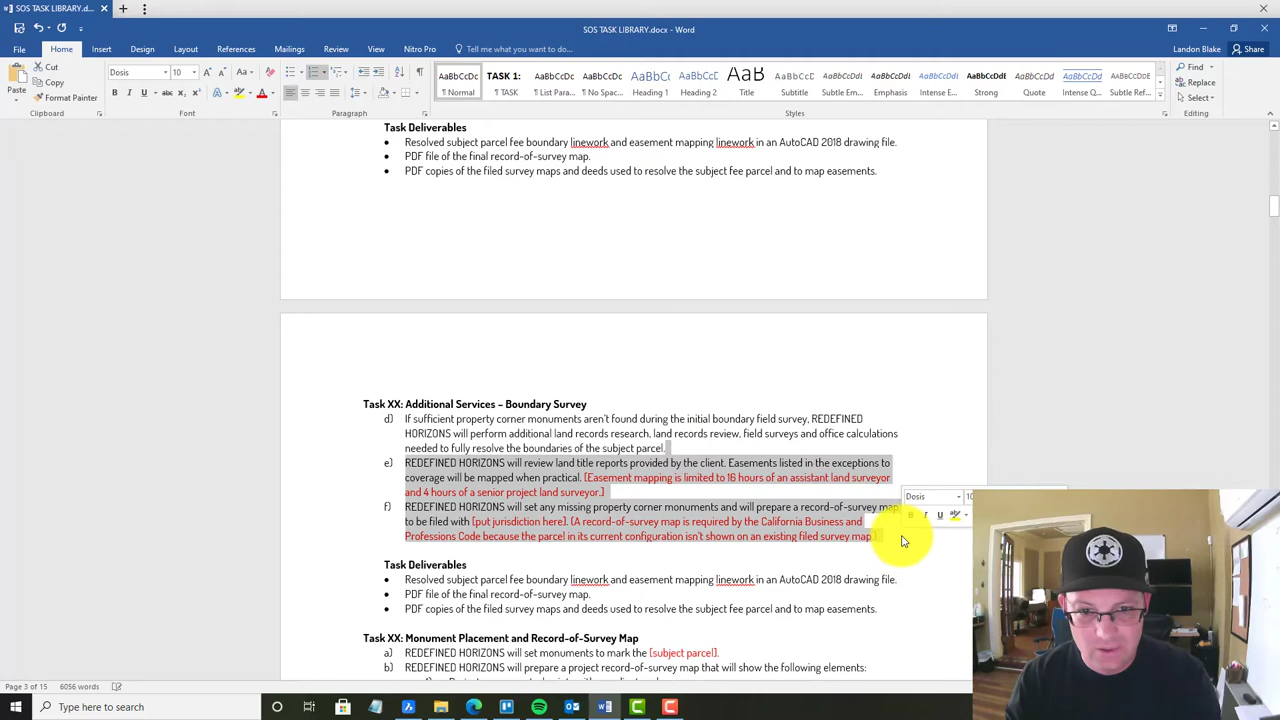 SOS TASK LIBRARY.d...
SOS TASK LIBRARY.docx - Word
File Home Insert Design Layout References Mailings Review View Nitro Pro Tell me what you want to do... Landon Blake Share
Paste Cut Copy Format Painter
Dosis 10
AaBbCcDc TASK 1: AaBbCcDc AaBbCcDc AaBbCcDc AaBbCcDc AaB AaBbCcD AaBbCcDdI AaBbCcDd AaBbCcDd AaBbCcDc AaBbCcDd AaBbCcDd AaBbCcDDE
¶ Normal ¶ TASK ¶ List Para... ¶ No Spac... Heading 1 Heading 2 Title Subtitle Subtle Em... Emphasis Intense E... Strong Quote Intense Q... Subtle Ref...
Find Replace Select
Clipboard Font Paragraph Styles Editing
Task Deliverables
• Resolved subject parcel fee boundary linework and easement mapping linework in an AutoCAD 2018 drawing file.
• PDF file of the final record-of-survey map.
• PDF copies of the filed survey maps and deeds used to resolve the subject fee parcel and to map easements.
Task XX: Additional Services – Boundary Survey
d) If sufficient property corner monuments aren't found during the initial boundary field survey, REDEFINED
HORIZONS will perform additional land records research, land records review, field surveys and office calculations
needed to fully resolve the boundaries of the subject parcel.
e) REDEFINED HORIZONS will review land title reports provided by the client. Easements listed in the exceptions to
coverage will be mapped when practical. [Easement mapping is limited to 16 hours of an assistant land surveyor
and 4 hours of a senior project land surveyor.]
Dosis 10
f) REDEFINED HORIZONS will set any missing property corner monuments and will prepare a record-of-survey map
to be filed with [put jurisdiction here]. (A record-of-survey map is required by the California Business and
Professions Code because the parcel in its current configuration isn't shown on an existing filed survey map.)
Task Deliverables
• Resolved subject parcel fee boundary linework and easement mapping linework in an AutoCAD 2018 drawing file.
• PDF file of the final record-of-survey map.
• PDF copies of the filed survey maps and deeds used to resolve the subject fee parcel and to map easements.
Task XX: Monument Placement and Record-of-Survey Map
a) REDEFINED HORIZONS will set monuments to mark the [subject parcel].
b) REDEFINED HORIZONS will prepare a project record-of-survey map that will show the following elements:
Page 3 of 15 6056 words
Type here to search